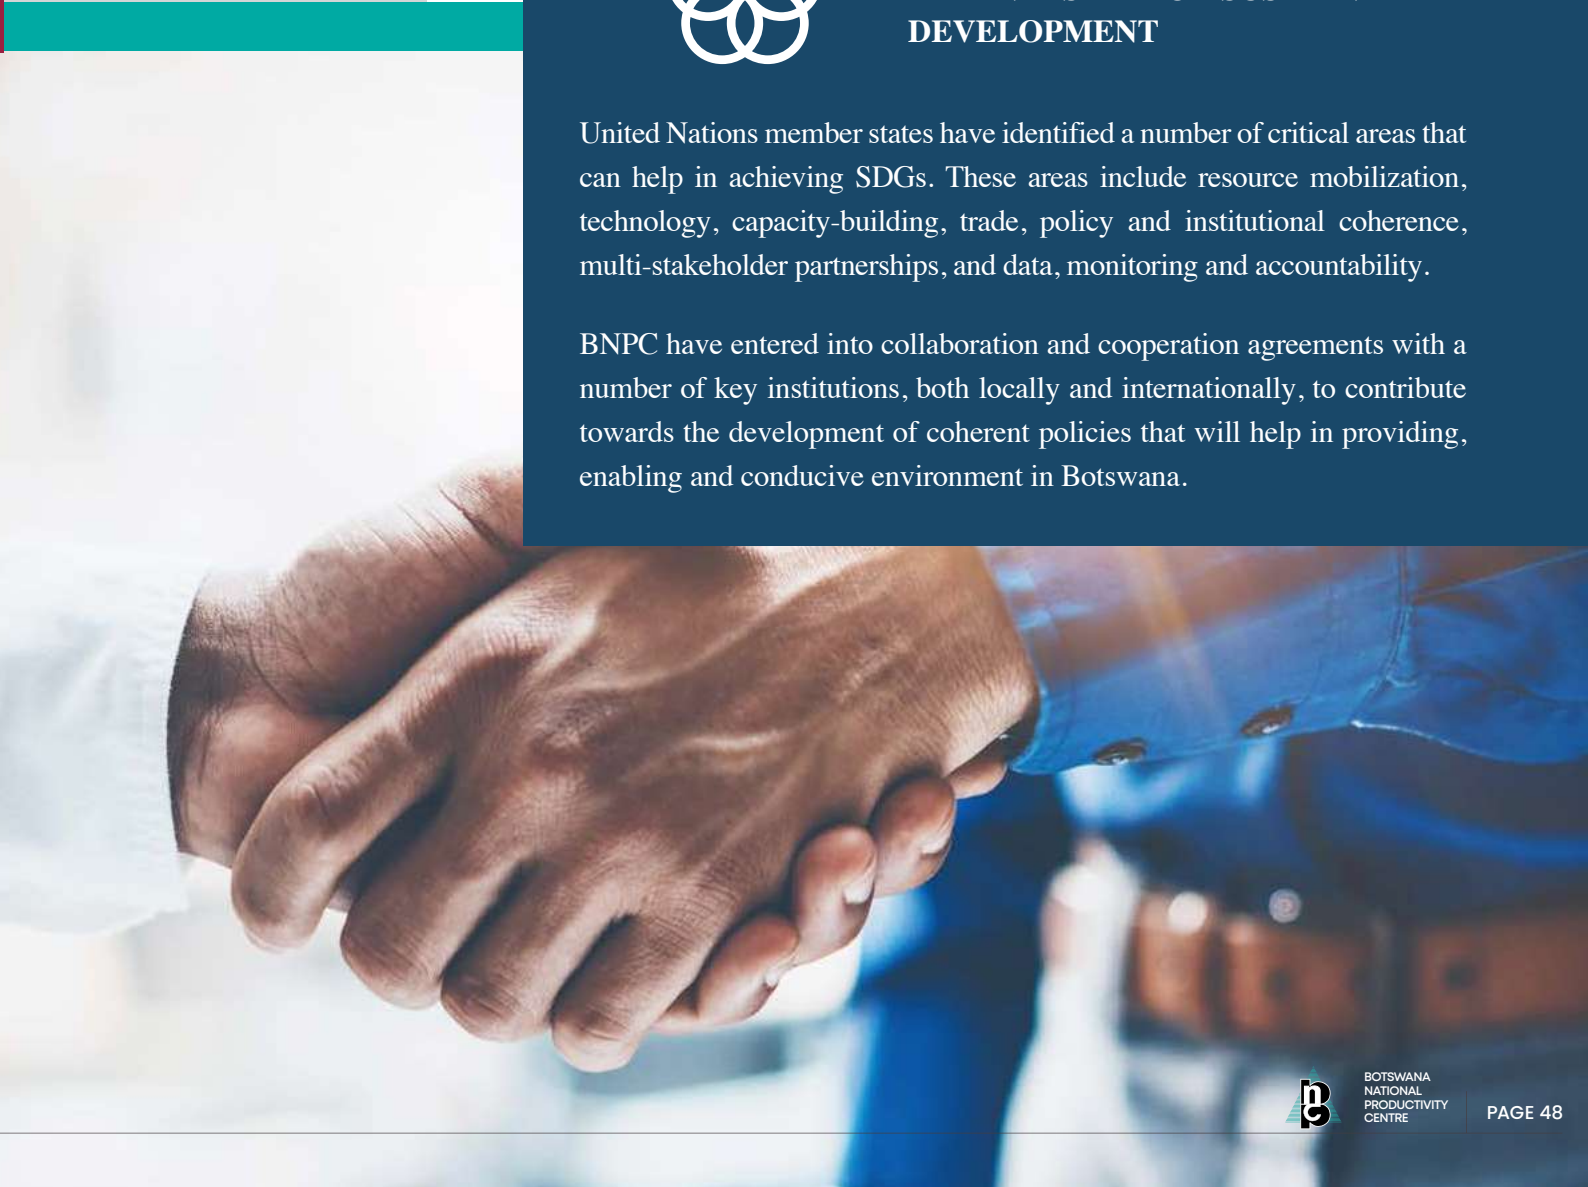 DEVELOPMENT
United Nations member states have identified a number of critical areas that
can help in achieving SDGs. These areas include resource mobilization,
technology, capacity-building, trade, policy and institutional coherence,
multi-stakeholder partnerships, and data, monitoring and accountability.
BNPC have entered into collaboration and cooperation agreements with a
number of key institutions, both locally and internationally, to contribute
towards the development of coherent policies that will help in providing,
enabling and conducive environment in Botswana.
BOTSWANA
NATIONAL
PRODUCTIVITY
CENTRE
PAGE 48